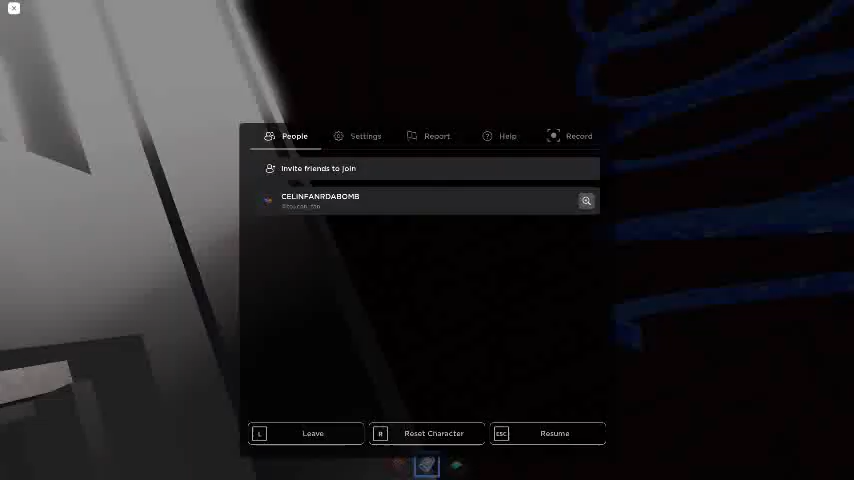 People Settings Report Help Record
Invite friends to join
CELINFANRDABOMB
L Leave R Reset Character ESC Resume